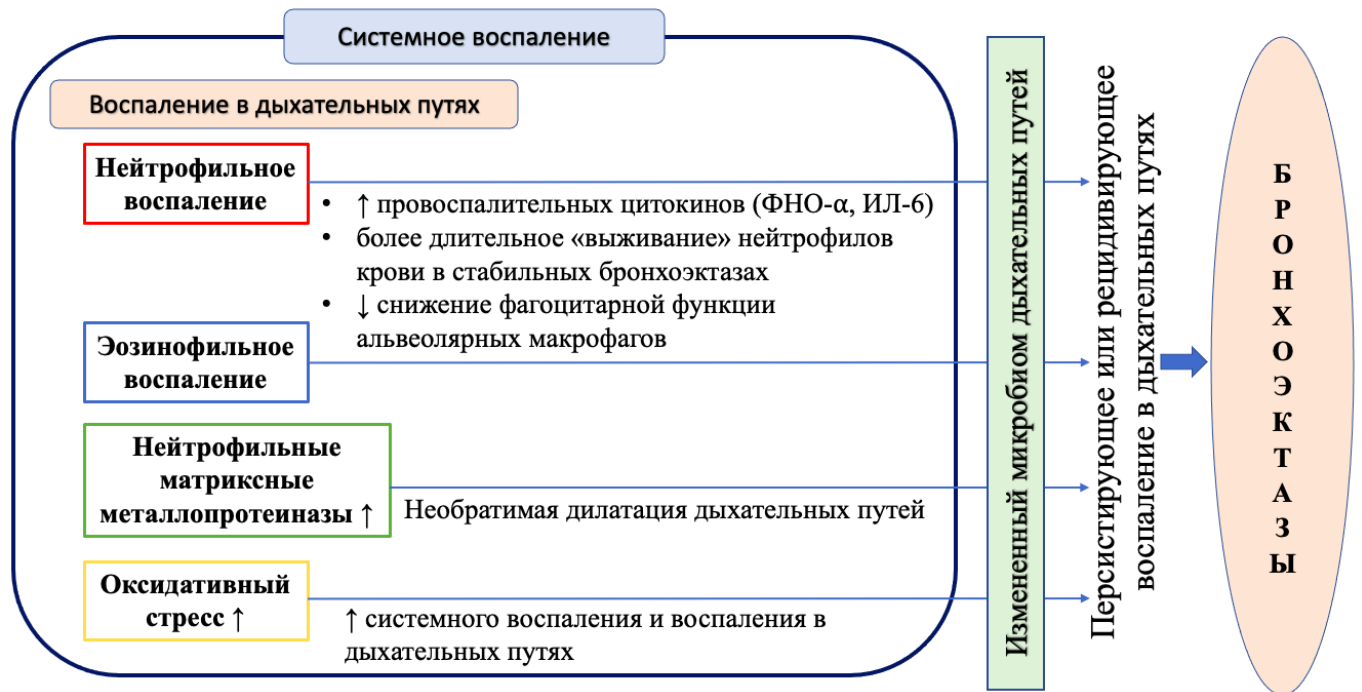 Системное воспаление
Воспаление в дыхательных путях
Нейтрофильное
воспаление
• ↑ провоспалительных цитокинов (ФНО-α, ИЛ-6)
• более длительное «выживание» нейтрофилов
крови в стабильных бронхоэктазах
• ↓ снижение фагоцитарной функции
альвеолярных макрофагов
Эозинофильное
воспаление
Нейтрофильные
матриксные
металлопротеиназы ↑
Необратимая дилатация дыхательных путей
Оксидативный
стресс ↑
↑ системного воспаления и воспаления в
дыхательных путях
Измененный микробиом дыхательных путей
Персистирующее или рецидивирующее
воспаление в дыхательных путях
БРОНХОЭКТАЗЫ